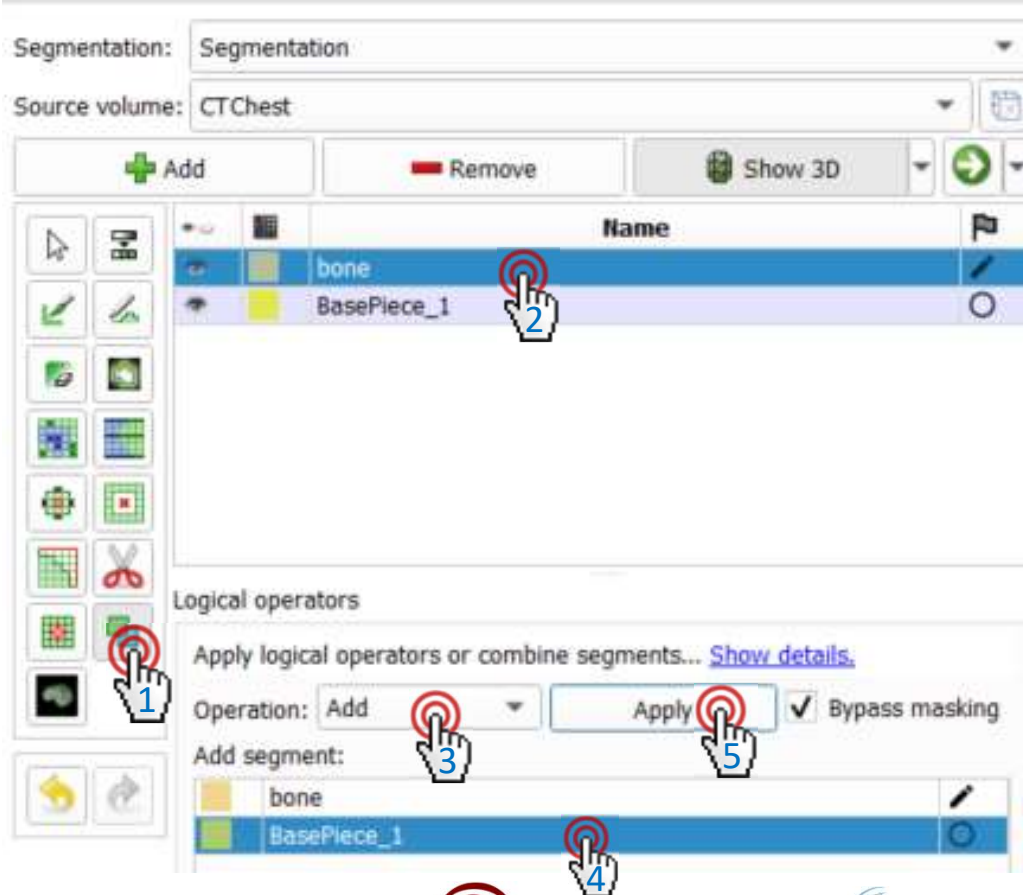 Segmentation: Segmentation
Source volume: CTChest
Add Remove Show 3D
Name
bone
BasePiece_1
2
Logical operators
Apply logical operators or combine segments... Show details.
1
Operation: Add Apply Bypass masking
3 5
Add segment:
bone
BasePiece_1
4